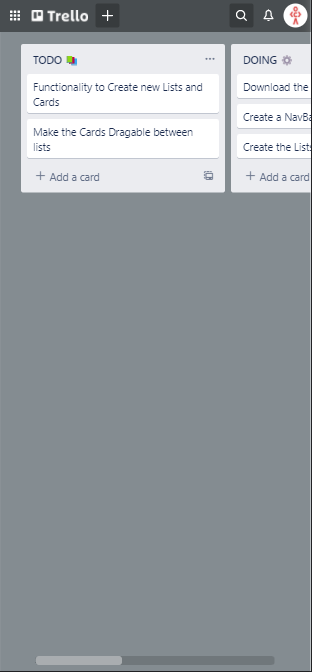 Trello
TODO
Functionality to Create new Lists and
Cards
Make the Cards Dragable between
lists
+ Add a card
DOING
Download the
Create a NavBa
Create the Lists
+ Add a card